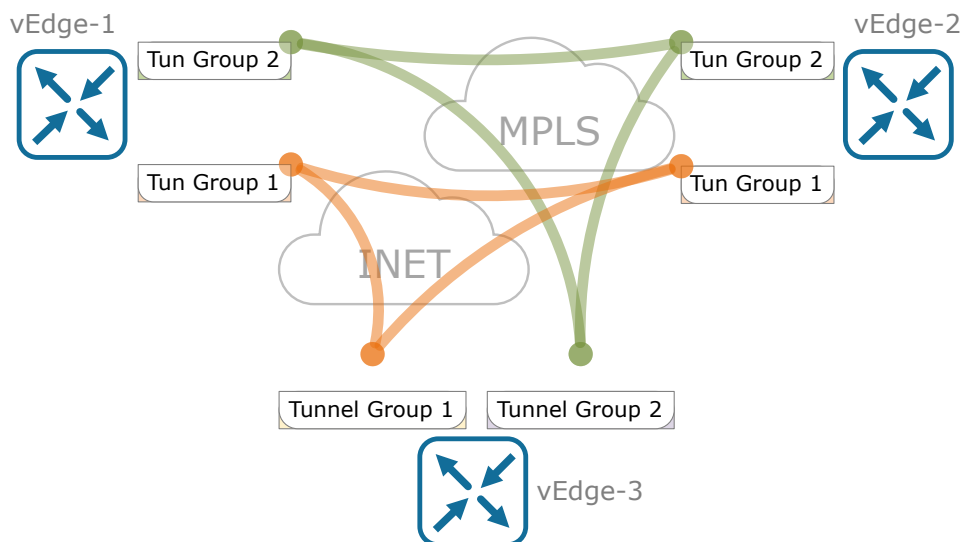 vEdge-1
vEdge-2
Tun Group 2
Tun Group 2
MPLS
Tun Group 1
Tun Group 1
INET
Tunnel Group 1
Tunnel Group 2
vEdge-3